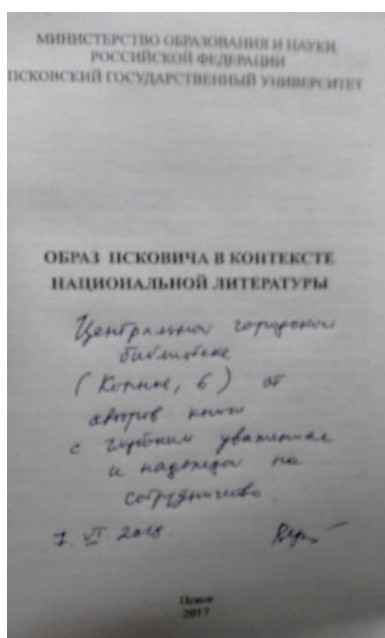 МИНИСТЕРСТВО ОБРАЗОВАНИЯ И НАУКИ
РОССИЙСКОЙ ФЕДЕРАЦИИ
ПСКОВСКИЙ ГОСУДАРСТВЕННЫЙ УНИВЕРСИТЕТ
ОБРАЗ ПСКОВИЧА В КОНТЕКСТЕ
НАЦИОНАЛЬНОЙ ЛИТЕРАТУРЫ
Центральной городской
библиотеке
(Конная, 6) от
авторов книги
с глубоким уважением
и надеждой на
сотрудничество.
7. VI. 2018.
Псков
2017